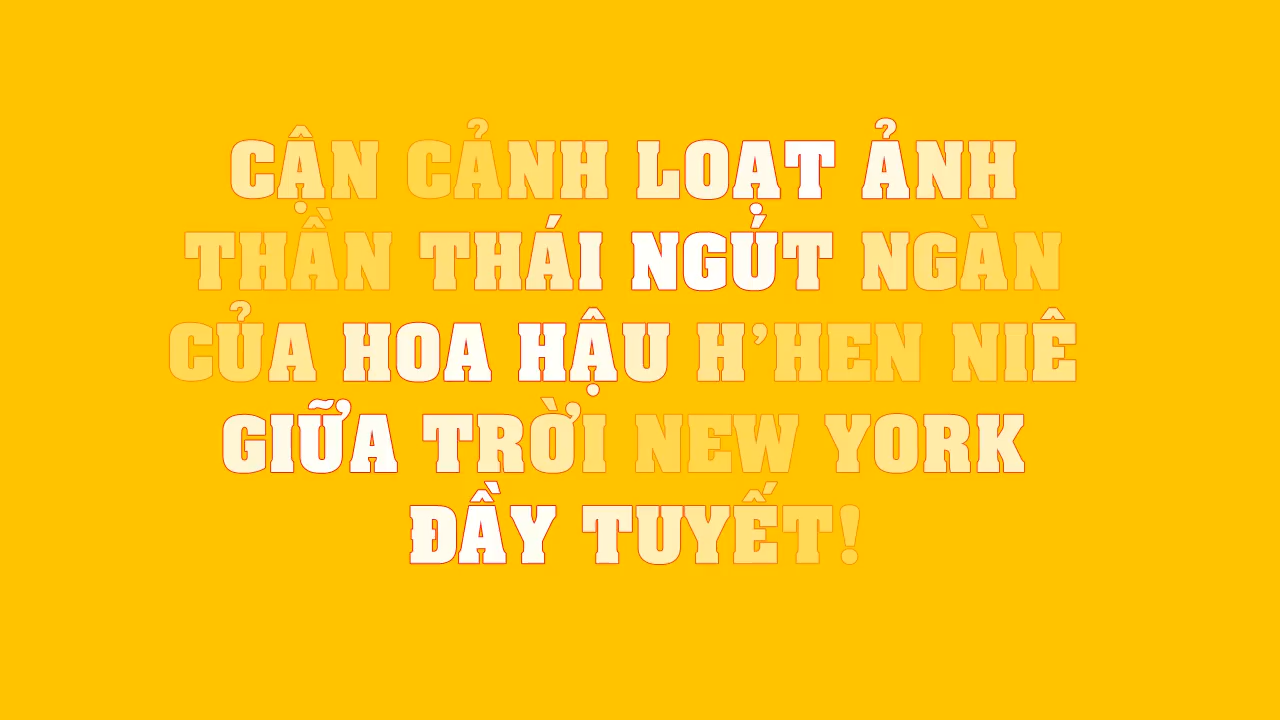 CẬN CẢNH LOẠT ẢNH
THẦN THÁI NGÚT NGÀN
CỦA HOA HẬU H’HEN NIÊ
GIỮA TRỜI NEW YORK
ĐẦY TUYẾT!